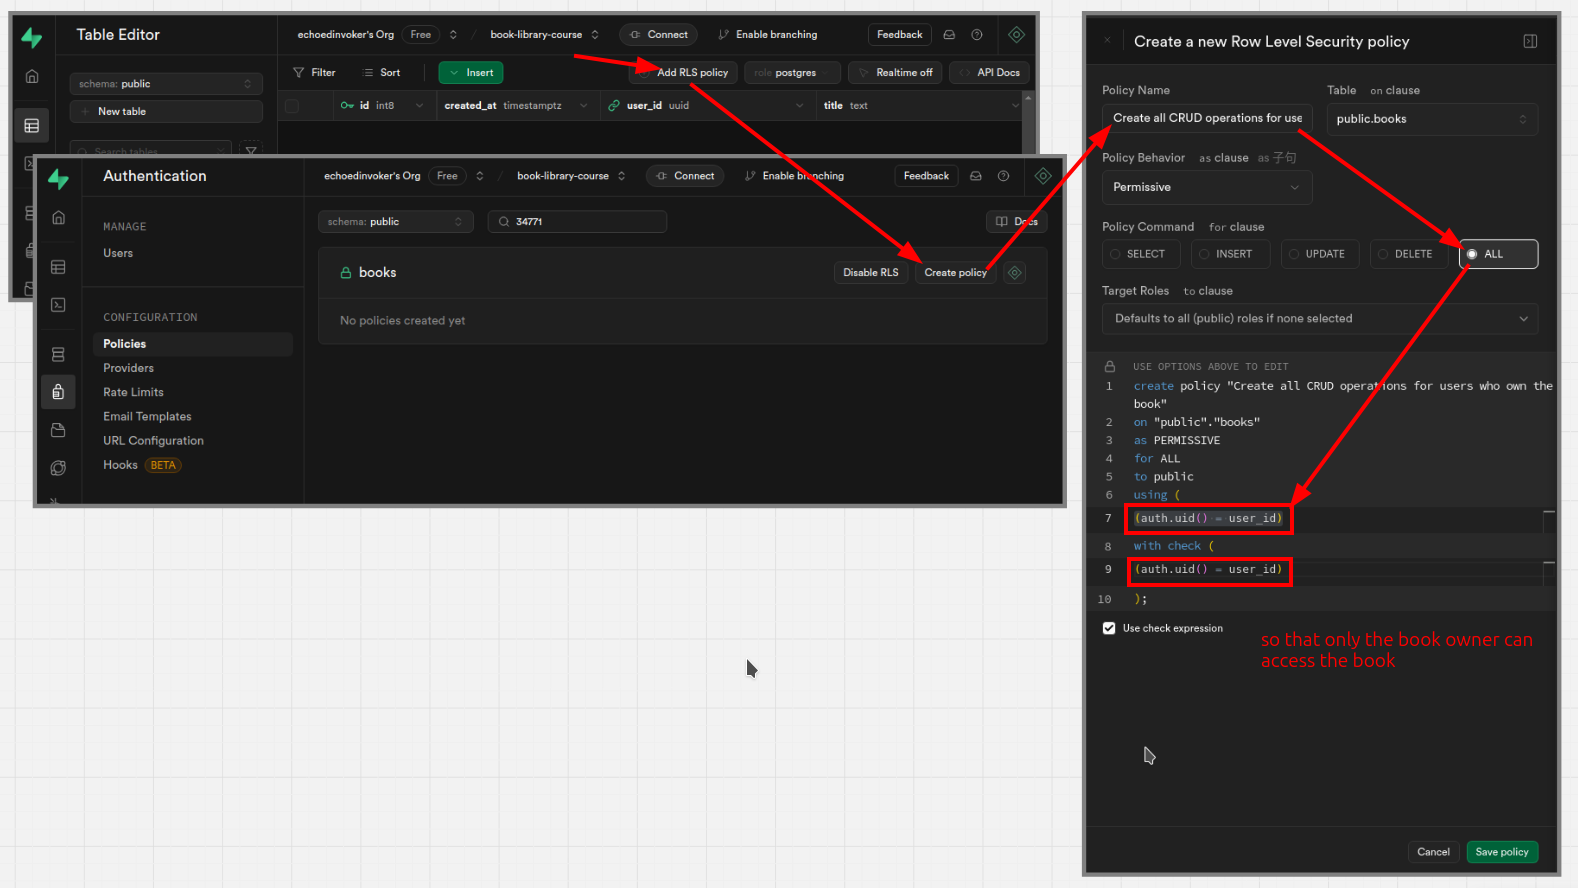 Table Editor
echoedinvoker's Org Free / book-library-course Connect Enable branching Feedback
schema: public
Filter Sort Insert Add RLS policy role postgres Realtime off API Docs
New table
id int8 created_at timestamptz user_id uuid title text
Search tables
Authentication
echoedinvoker's Org Free / book-library-course Connect Enable branching Feedback
MANAGE
Users
CONFIGURATION
Policies
Providers
Rate Limits
Email Templates
URL Configuration
Hooks BETA
schema: public 34771 Docs
books Disable RLS Create policy
No policies created yet
Create a new Row Level Security policy
Policy Name Table on clause
Create all CRUD operations for use public.books
Policy Behavior as clause as 子句
Permissive
Policy Command for clause
SELECT INSERT UPDATE DELETE ALL
Target Roles to clause
Defaults to all (public) roles if none selected
USE OPTIONS ABOVE TO EDIT
1 create policy "Create all CRUD operations for users who own the
book"
2 on "public"."books"
3 as PERMISSIVE
4 for ALL
5 to public
6 using (
7 (auth.uid() = user_id)
8 with check (
9 (auth.uid() = user_id)
10 );
Use check expression
so that only the book owner can
access the book
Cancel Save policy